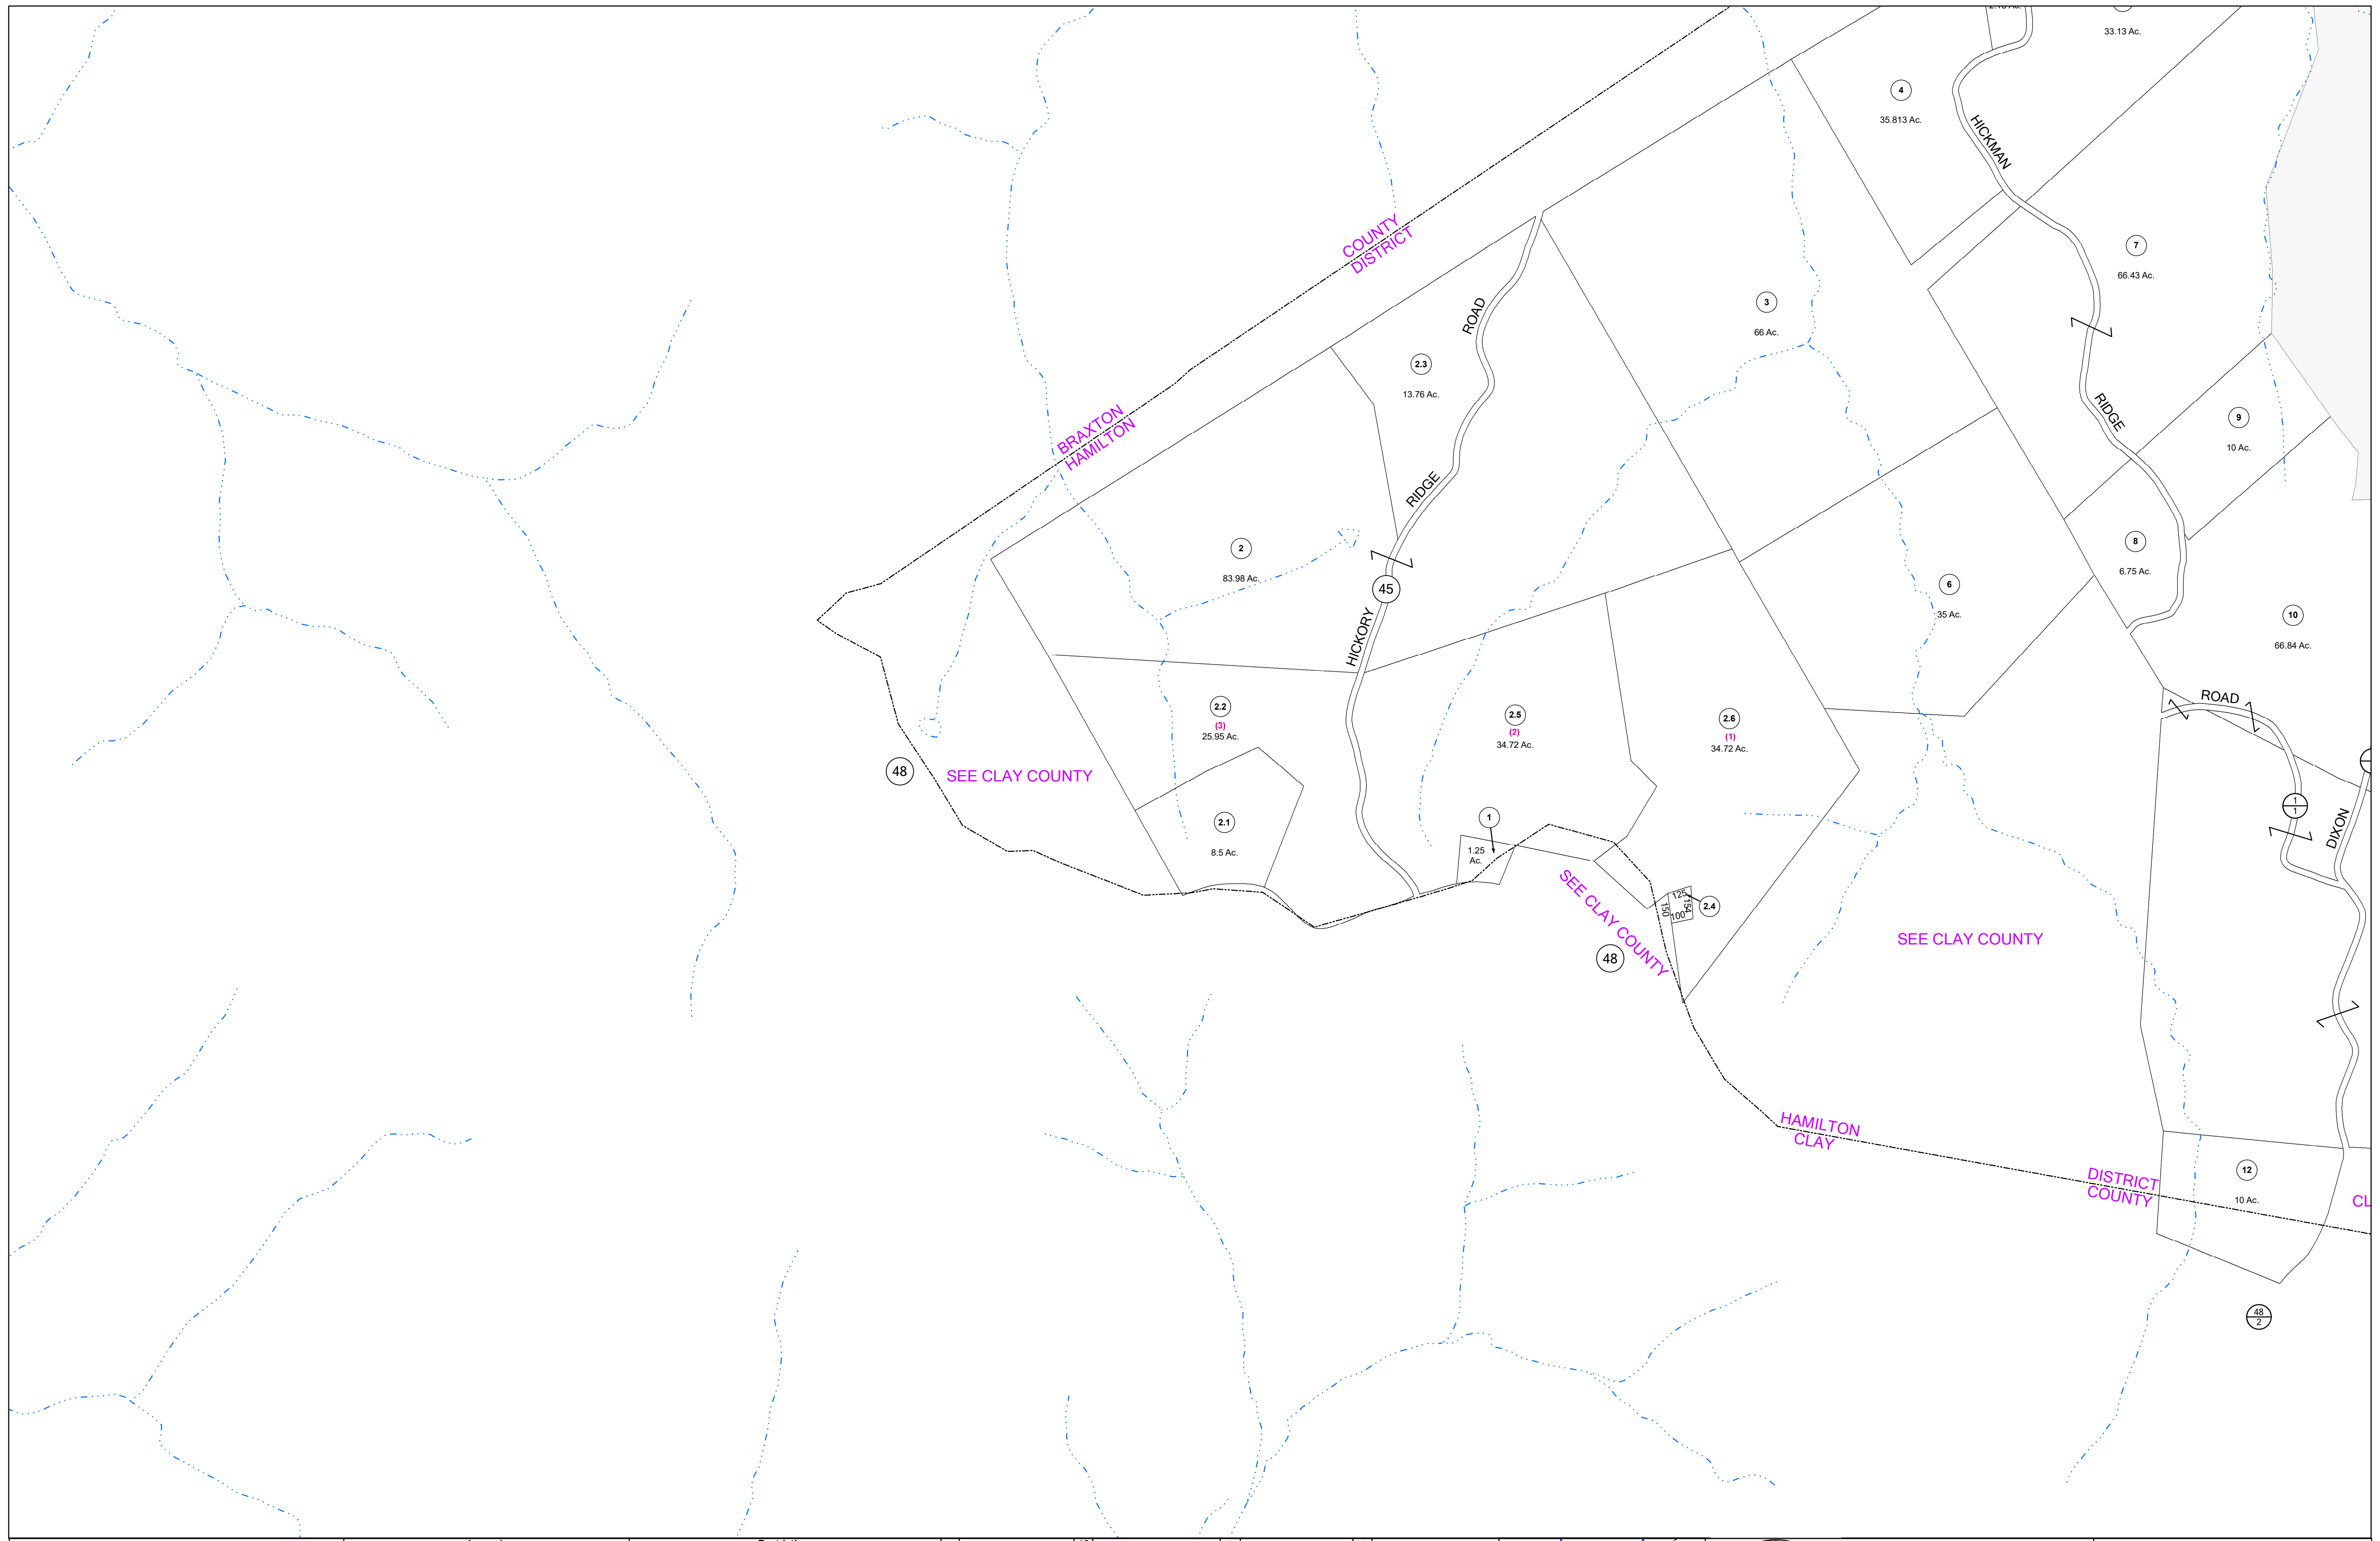 33.13 Ac.
4
35.813 Ac.
HICKMAN
COUNTY
DISTRICT
7
66.43 Ac.
3
66 Ac.
ROAD
2.3
13.76 Ac.
BRAXTON
HAMILTON
RIDGE
9
10 Ac.
RIDGE
2
83.98 Ac.
45
8
6.75 Ac.
6
35 Ac.
10
66.84 Ac.
HICKORY
ROAD
2.2
(3)
25.95 Ac.
2.5
(2)
34.72 Ac.
2.6
(1)
34.72 Ac.
48
SEE CLAY COUNTY
1
1
DIXON
2.1
8.5 Ac.
1
1.25
Ac.
125
150
154
100
2.4
SEE CLAY COUNTY
48
SEE CLAY COUNTY
HAMILTON
CLAY
DISTRICT
COUNTY
12
10 Ac.
CL
48
2